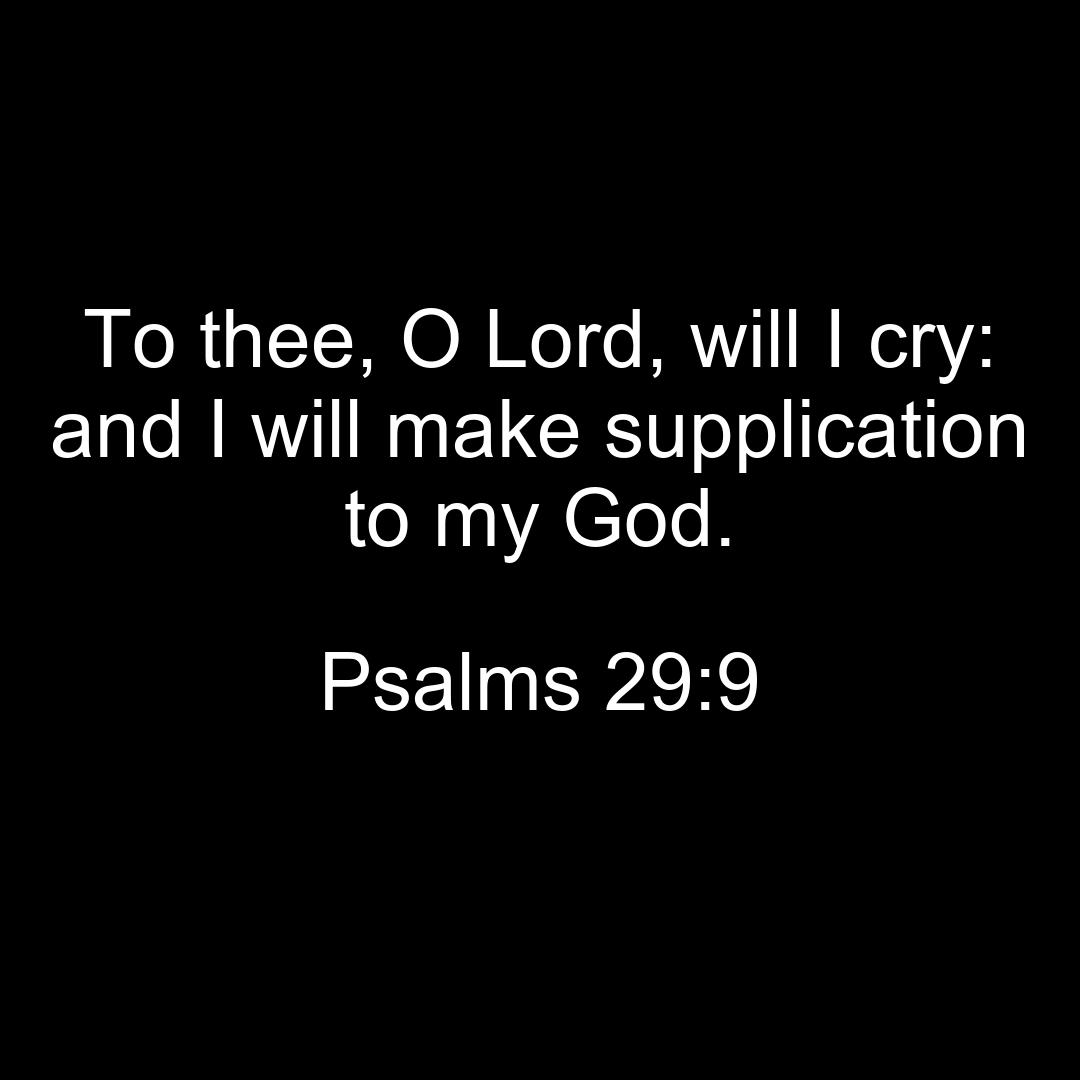 To thee, O Lord, will I cry:
and I will make supplication
to my God.
Psalms 29:9